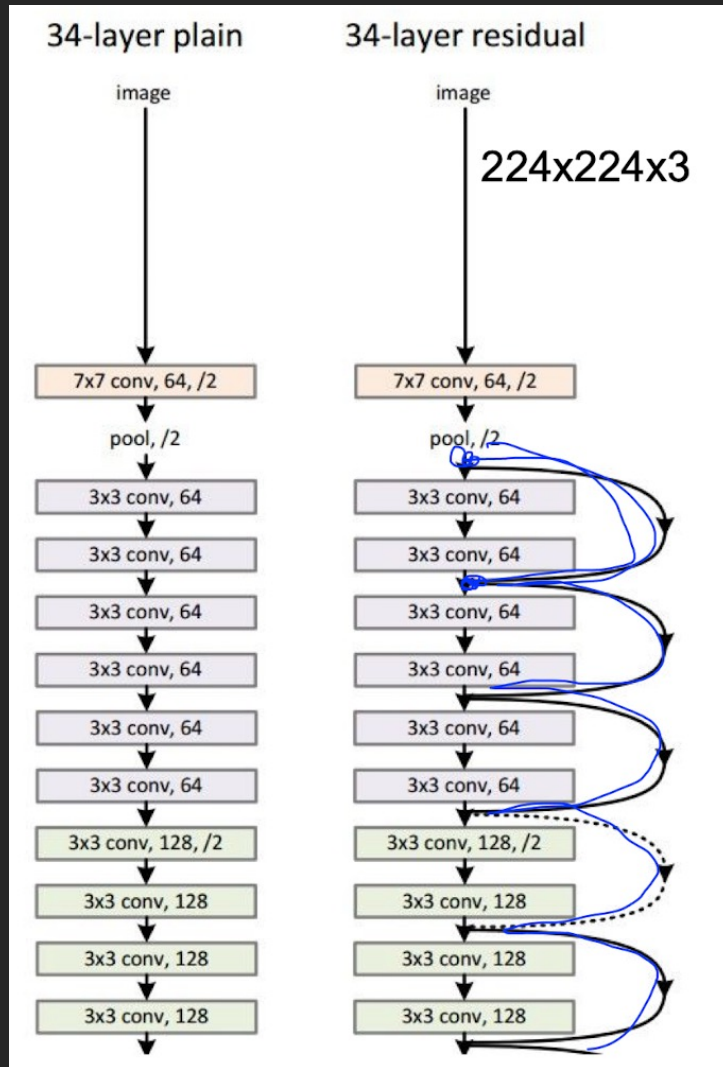 34-layer plain
34-layer residual
image
image
224x224x3
7x7 conv, 64, /2
7x7 conv, 64, /2
pool, /2
pool, /2
3x3 conv, 64
3x3 conv, 64
3x3 conv, 64
3x3 conv, 64
3x3 conv, 64
3x3 conv, 64
3x3 conv, 64
3x3 conv, 64
3x3 conv, 64
3x3 conv, 64
3x3 conv, 64
3x3 conv, 64
3x3 conv, 128, /2
3x3 conv, 128, /2
3x3 conv, 128
3x3 conv, 128
3x3 conv, 128
3x3 conv, 128
3x3 conv, 128
3x3 conv, 128